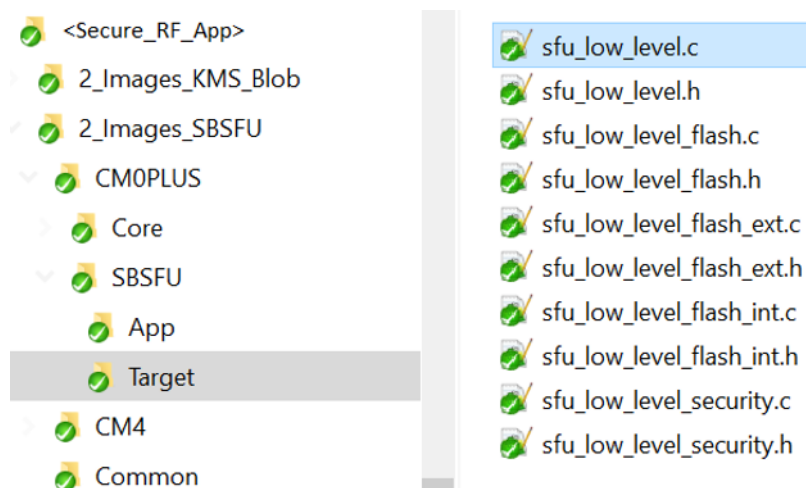 <Secure_RF_App>
2_Images_KMS_Blob
2_Images_SBSFU
CM0PLUS
Core
SBSFU
App
Target
CM4
Common
sfu_low_level.c
sfu_low_level.h
sfu_low_level_flash.c
sfu_low_level_flash.h
sfu_low_level_flash_ext.c
sfu_low_level_flash_ext.h
sfu_low_level_flash_int.c
sfu_low_level_flash_int.h
sfu_low_level_security.c
sfu_low_level_security.h